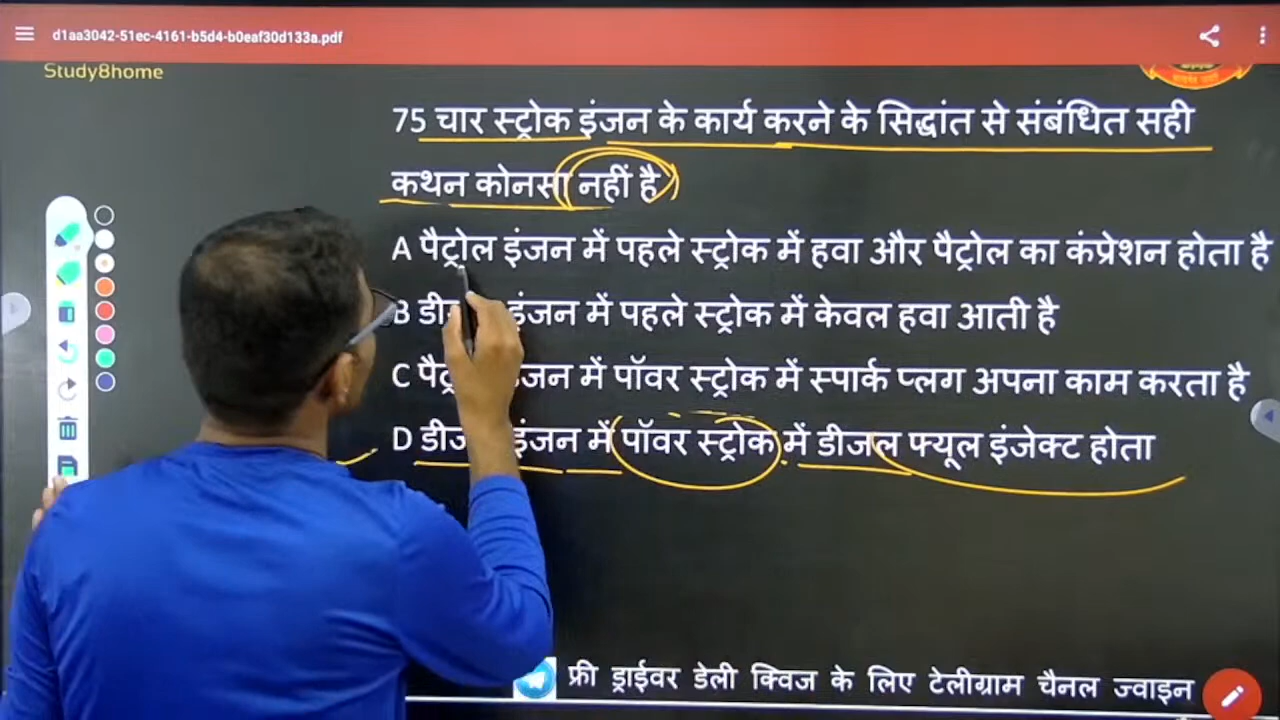 d1aa3042-51ec-4161-b5d4-b0eaf30d133a.pdf
Study8home
75 चार स्ट्रोक इंजन के कार्य करने के सिद्धांत से संबंधित सही
कथन कोनसा नहीं है
A पैट्रोल इंजन में पहले स्ट्रोक में हवा और पैट्रोल का कंप्रेशन होता है
B इंजन में पहले स्ट्रोक में केवल हवा आती है
C इंजन में पॉवर स्ट्रोक में स्पार्क प्लग अपना काम करता है
D इंजन में पॉवर स्ट्रोक में डीजल फ्यूल इंजेक्ट होता
फ्री ड्राईवर डेली क्विज के लिए टेलीग्राम चैनल ज्वाइन